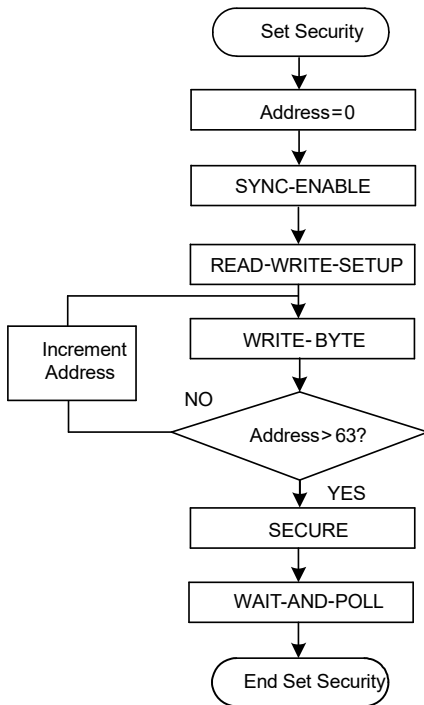 Set Security
Address=0
SYNC-ENABLE
READ-WRITE-SETUP
WRITE-BYTE
Increment
Address
NO
Address>63?
YES
SECURE
WAIT-AND-POLL
End Set Security